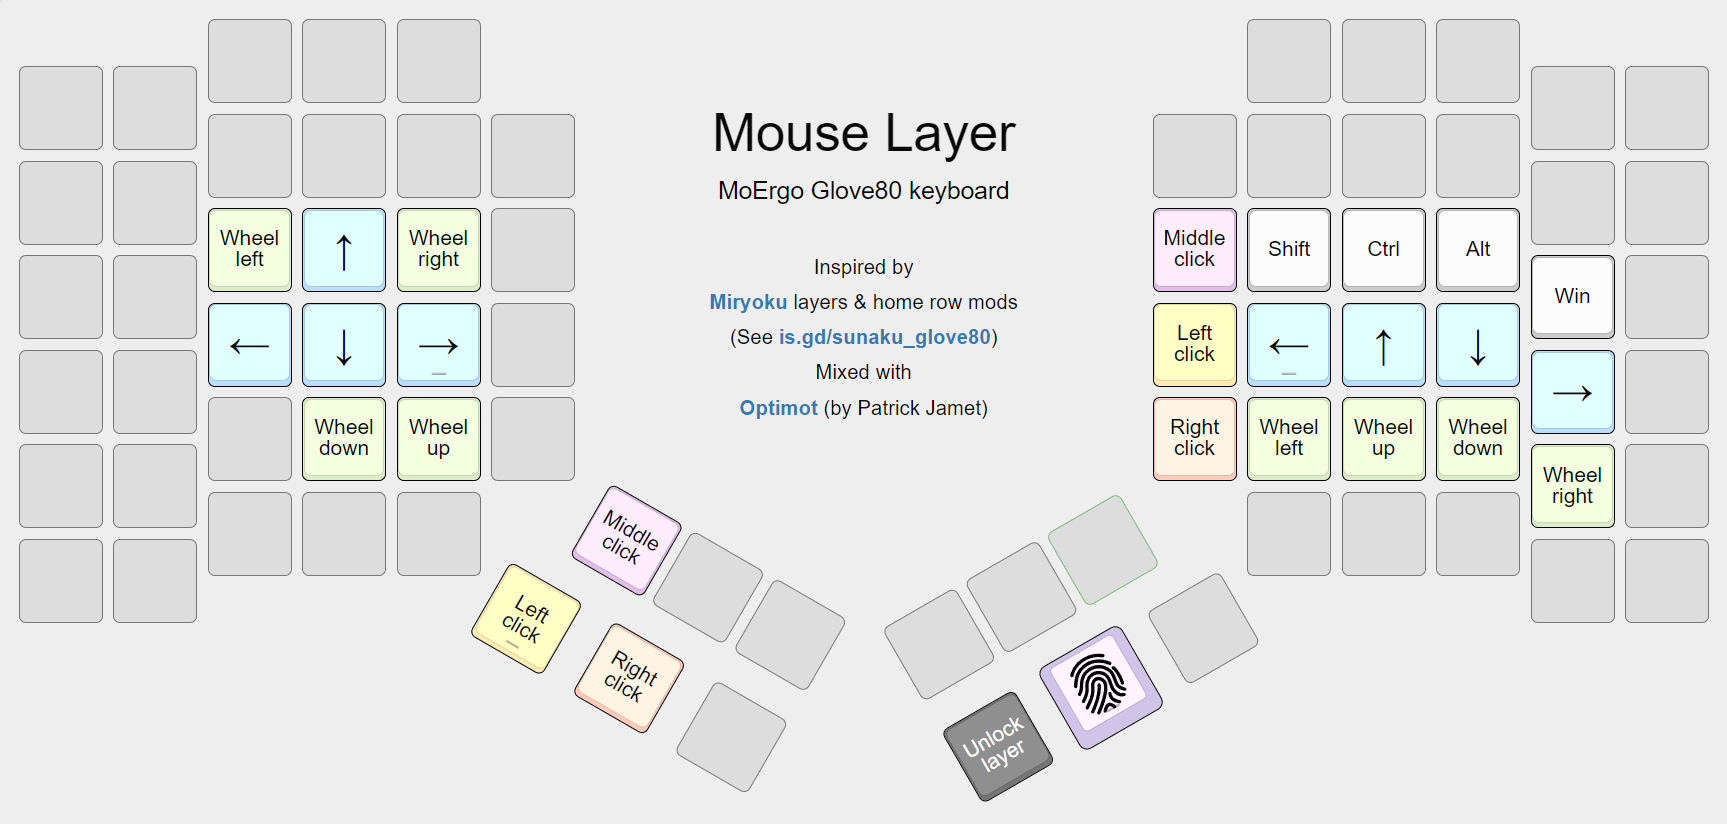 Mouse Layer
MoErgo Glove80 keyboard
Inspired by
Miryoku layers & home row mods
(See is.gd/sunaku_glove80)
Mixed with
Optimot (by Patrick Jamet)
Wheel
left
↑
Wheel
right
←
↓
→
Wheel
down
Wheel
up
Middle
click
Left
click
Right
click
Middle
click
Shift
Ctrl
Alt
Win
Left
click
←
↑
↓
→
Right
click
Wheel
left
Wheel
up
Wheel
down
Wheel
right
Unlock
layer